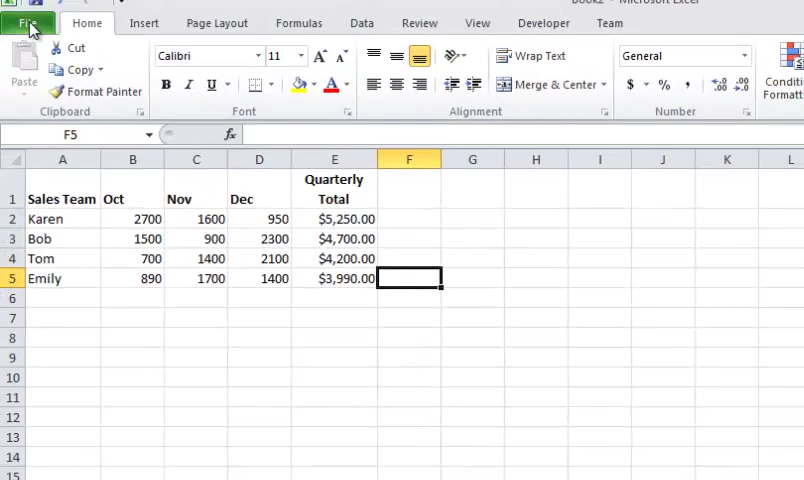 Book2 - Microsoft Excel
File Home Insert Page Layout Formulas Data Review View Developer Team
Cut
Copy
Format Painter
Paste
Calibri 11 A A
B I U A
Wrap Text
Merge & Center
General
$ % , .00 .00
Conditi
Formatti
Clipboard Font Alignment Number
F5 fx
A B C D E F G H I J K L
1 Sales Team Oct Nov Dec Quarterly Total
2 Karen 2700 1600 950 $5,250.00
3 Bob 1500 900 2300 $4,700.00
4 Tom 700 1400 2100 $4,200.00
5 Emily 890 1700 1400 $3,990.00
6
7
8
9
10
11
12
13
14
15